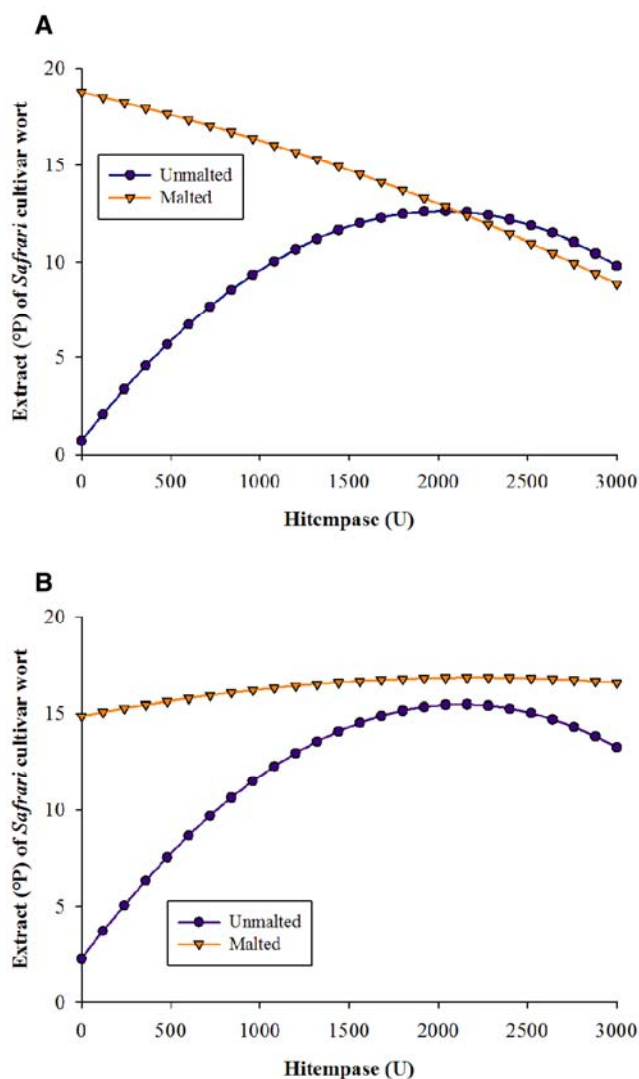 A
20
15
10
5
0
Extract (°P) of Safrari cultivar wort
Unmalted
Malted
0 500 1000 1500 2000 2500 3000
Hitempase (U)
B
20
15
10
5
0
Extract (°P) of Safrari cultivar wort
Unmalted
Malted
0 500 1000 1500 2000 2500 3000
Hitempase (U)